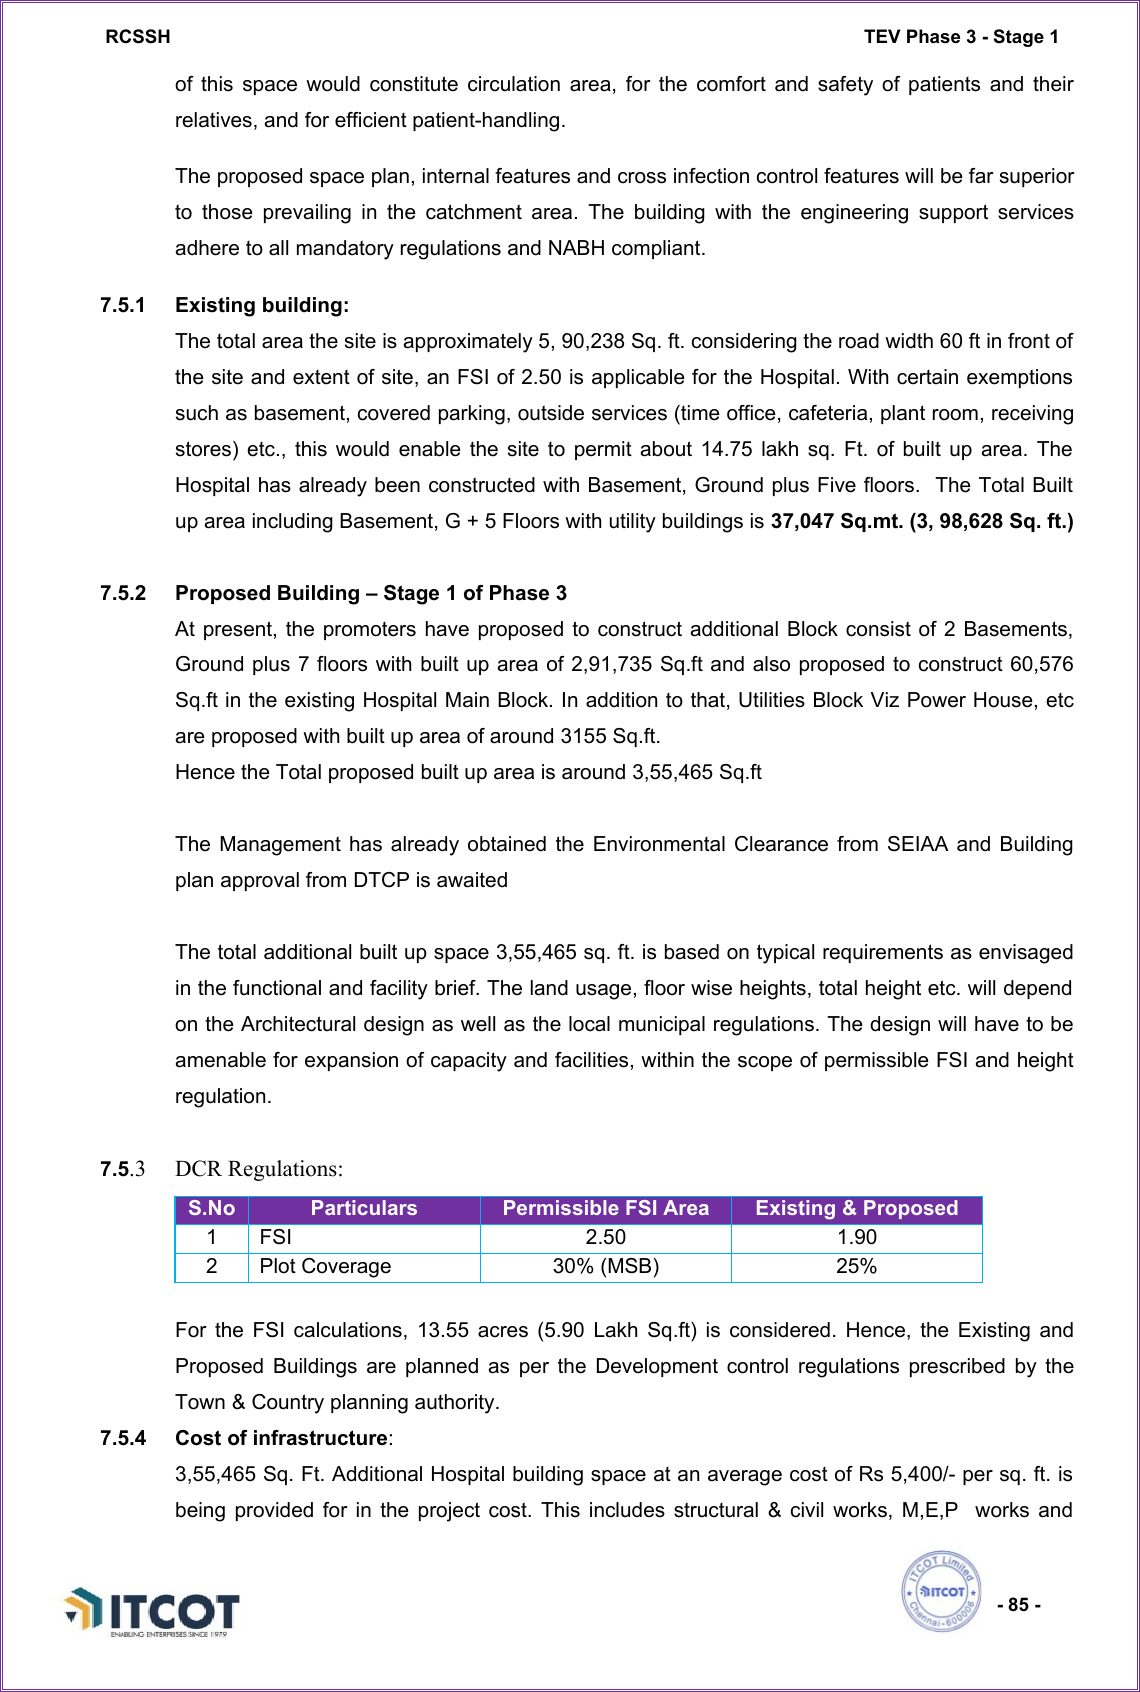 RCSSH TEV Phase 3 - Stage 1
of this space would constitute circulation area, for the comfort and safety of patients and their
relatives, and for efficient patient-handling.
The proposed space plan, internal features and cross infection control features will be far superior
to those prevailing in the catchment area. The building with the engineering support services
adhere to all mandatory regulations and NABH compliant.
7.5.1 Existing building:
The total area the site is approximately 5, 90,238 Sq. ft. considering the road width 60 ft in front of
the site and extent of site, an FSI of 2.50 is applicable for the Hospital. With certain exemptions
such as basement, covered parking, outside services (time office, cafeteria, plant room, receiving
stores) etc., this would enable the site to permit about 14.75 lakh sq. Ft. of built up area. The
Hospital has already been constructed with Basement, Ground plus Five floors. The Total Built
up area including Basement, G + 5 Floors with utility buildings is 37,047 Sq.mt. (3, 98,628 Sq. ft.)
7.5.2 Proposed Building – Stage 1 of Phase 3
At present, the promoters have proposed to construct additional Block consist of 2 Basements,
Ground plus 7 floors with built up area of 2,91,735 Sq.ft and also proposed to construct 60,576
Sq.ft in the existing Hospital Main Block. In addition to that, Utilities Block Viz Power House, etc
are proposed with built up area of around 3155 Sq.ft.
Hence the Total proposed built up area is around 3,55,465 Sq.ft
The Management has already obtained the Environmental Clearance from SEIAA and Building
plan approval from DTCP is awaited
The total additional built up space 3,55,465 sq. ft. is based on typical requirements as envisaged
in the functional and facility brief. The land usage, floor wise heights, total height etc. will depend
on the Architectural design as well as the local municipal regulations. The design will have to be
amenable for expansion of capacity and facilities, within the scope of permissible FSI and height
regulation.
7.5.3 DCR Regulations:
S.No Particulars Permissible FSI Area Existing & Proposed
1 FSI 2.50 1.90
2 Plot Coverage 30% (MSB) 25%
For the FSI calculations, 13.55 acres (5.90 Lakh Sq.ft) is considered. Hence, the Existing and
Proposed Buildings are planned as per the Development control regulations prescribed by the
Town & Country planning authority.
7.5.4 Cost of infrastructure:
3,55,465 Sq. Ft. Additional Hospital building space at an average cost of Rs 5,400/- per sq. ft. is
being provided for in the project cost. This includes structural & civil works, M,E,P works and
ITCOT
ENABLING ENTERPRISES SINCE 1979
ITCOT Limited
ITCOT
Chennai-600006
- 85 -